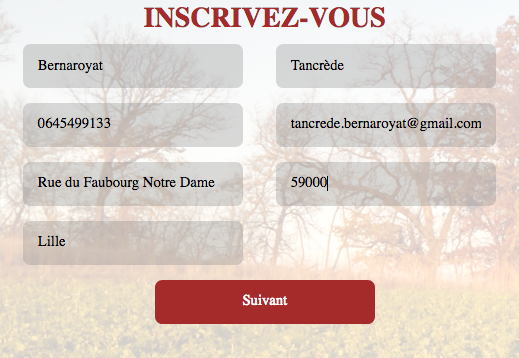 INSCRIVEZ-VOUS
Bernaroyat
Tancrède
0645499133
tancrede.bernaroyat@gmail.com
Rue du Faubourg Notre Dame
59000
Lille
Suivant